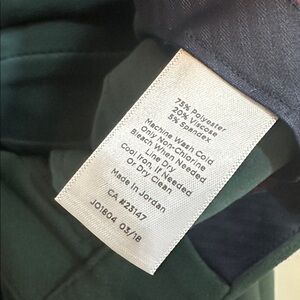 75% Polyester
20% Viscose
5% Spandex
Machine Wash Cold
Only Non-Chlorine
Bleach When Needed
Line Dry
Cool Iron, If Needed
Or Dry Clean
Made in Jordan
CA #23147
JO1804 03/18